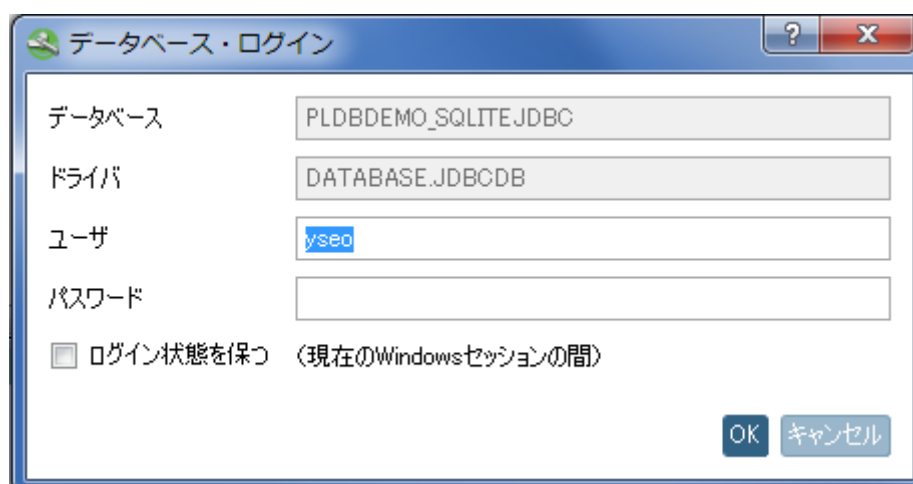 データベース・ログイン
データベース PLDBDEMO_SQLITEJDBC
ドライバ DATABASE.JDBCDB
ユーザ yseo
パスワード
ログイン状態を保つ (現在のWindowsセッションの間)
OK キャンセル